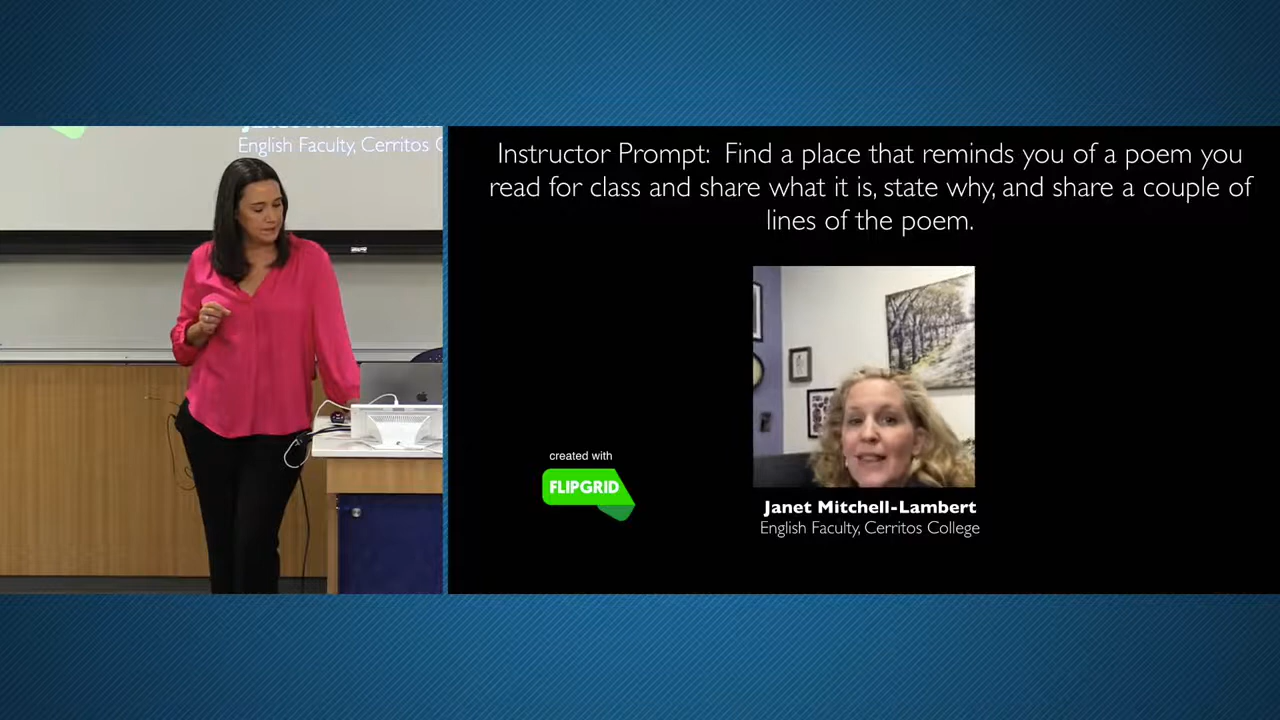 English Faculty, Cerritos C
Instructor Prompt: Find a place that reminds you of a poem you
read for class and share what it is, state why, and share a couple of
lines of the poem.
created with
FLIPGRID
Janet Mitchell-Lambert
English Faculty, Cerritos College